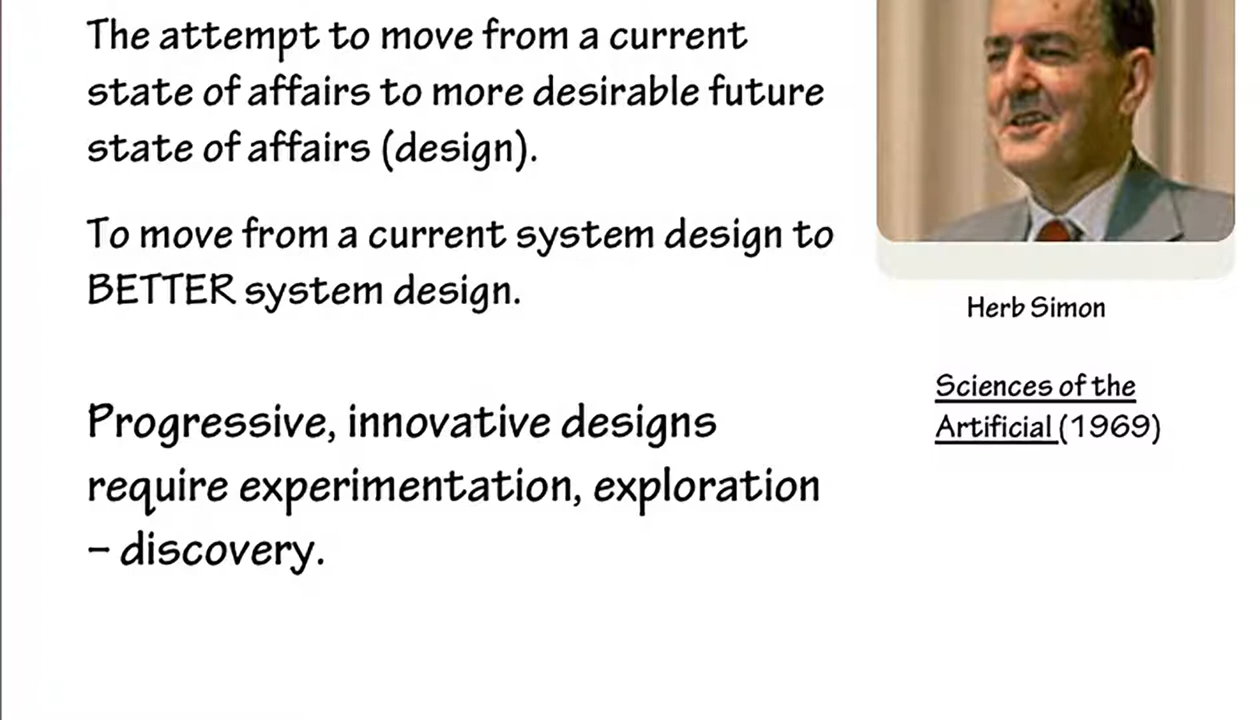 The attempt to move from a current
state of affairs to more desirable future
state of affairs (design).
To move from a current system design to
BETTER system design.
Progressive, innovative designs
require experimentation, exploration
– discovery.
Herb Simon
Sciences of the
Artificial (1969)